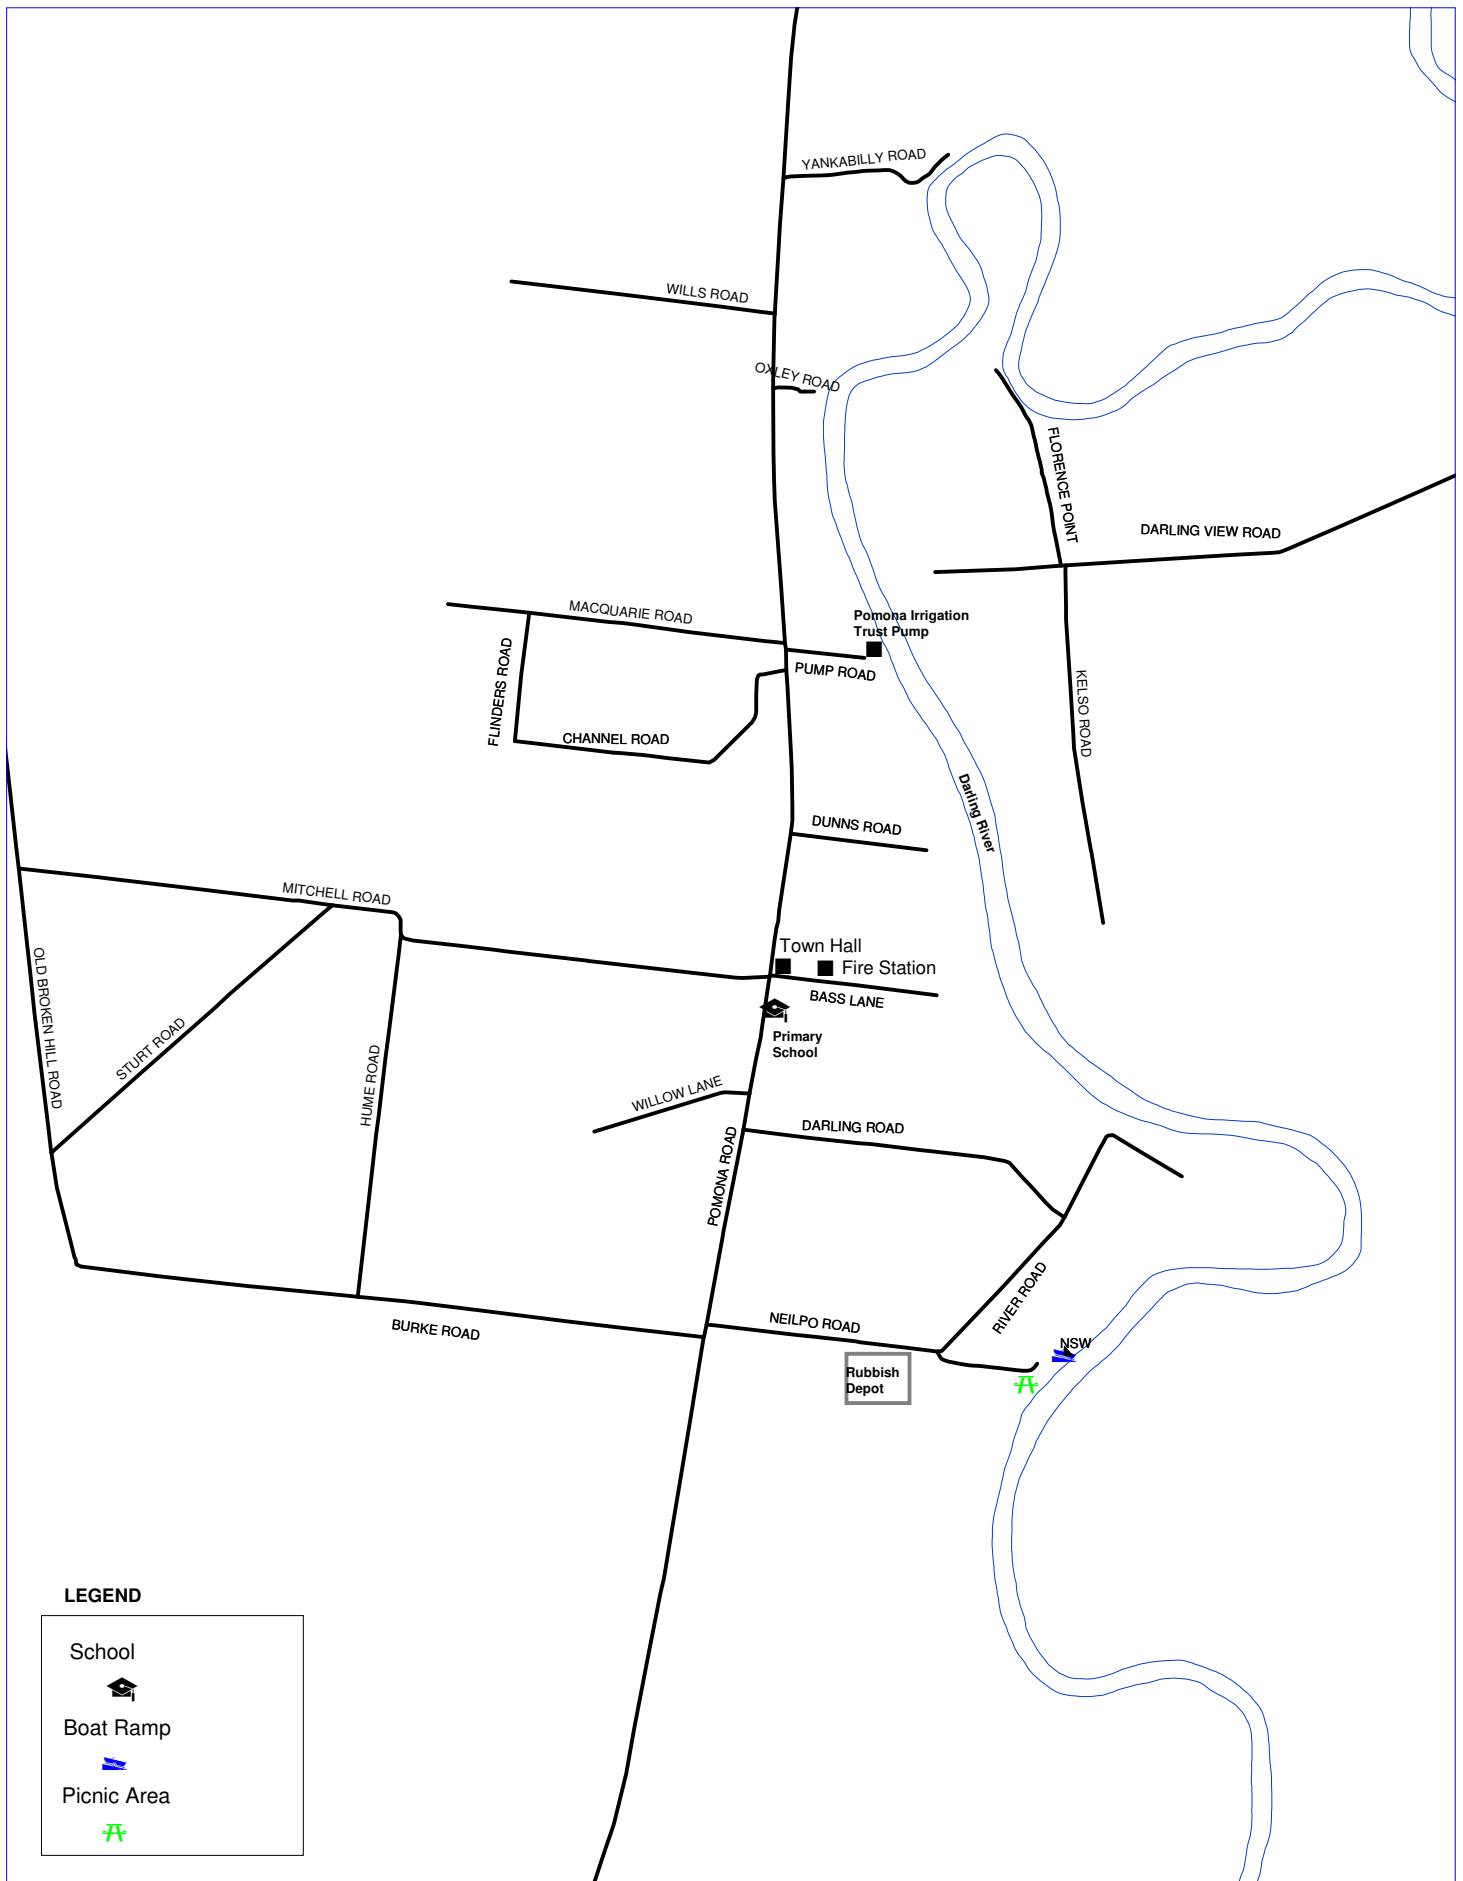 YANKABILLY ROAD
WILLS ROAD
OXLEY ROAD
FLORENCE POINT
DARLING VIEW ROAD
MACQUARIE ROAD
Pomona Irrigation
Trust Pump
PUMP ROAD
FLINDERS ROAD
CHANNEL ROAD
KELSO ROAD
Darling River
DUNNS ROAD
MITCHELL ROAD
Town Hall
Fire Station
BASS LANE
OLD BROKEN HILL ROAD
STURT ROAD
HUME ROAD
Primary
School
WILLOW LANE
DARLING ROAD
POMONA ROAD
RIVER ROAD
NEILPO ROAD
BURKE ROAD
NSW
Rubbish
Depot
LEGEND
School
Boat Ramp
Picnic Area